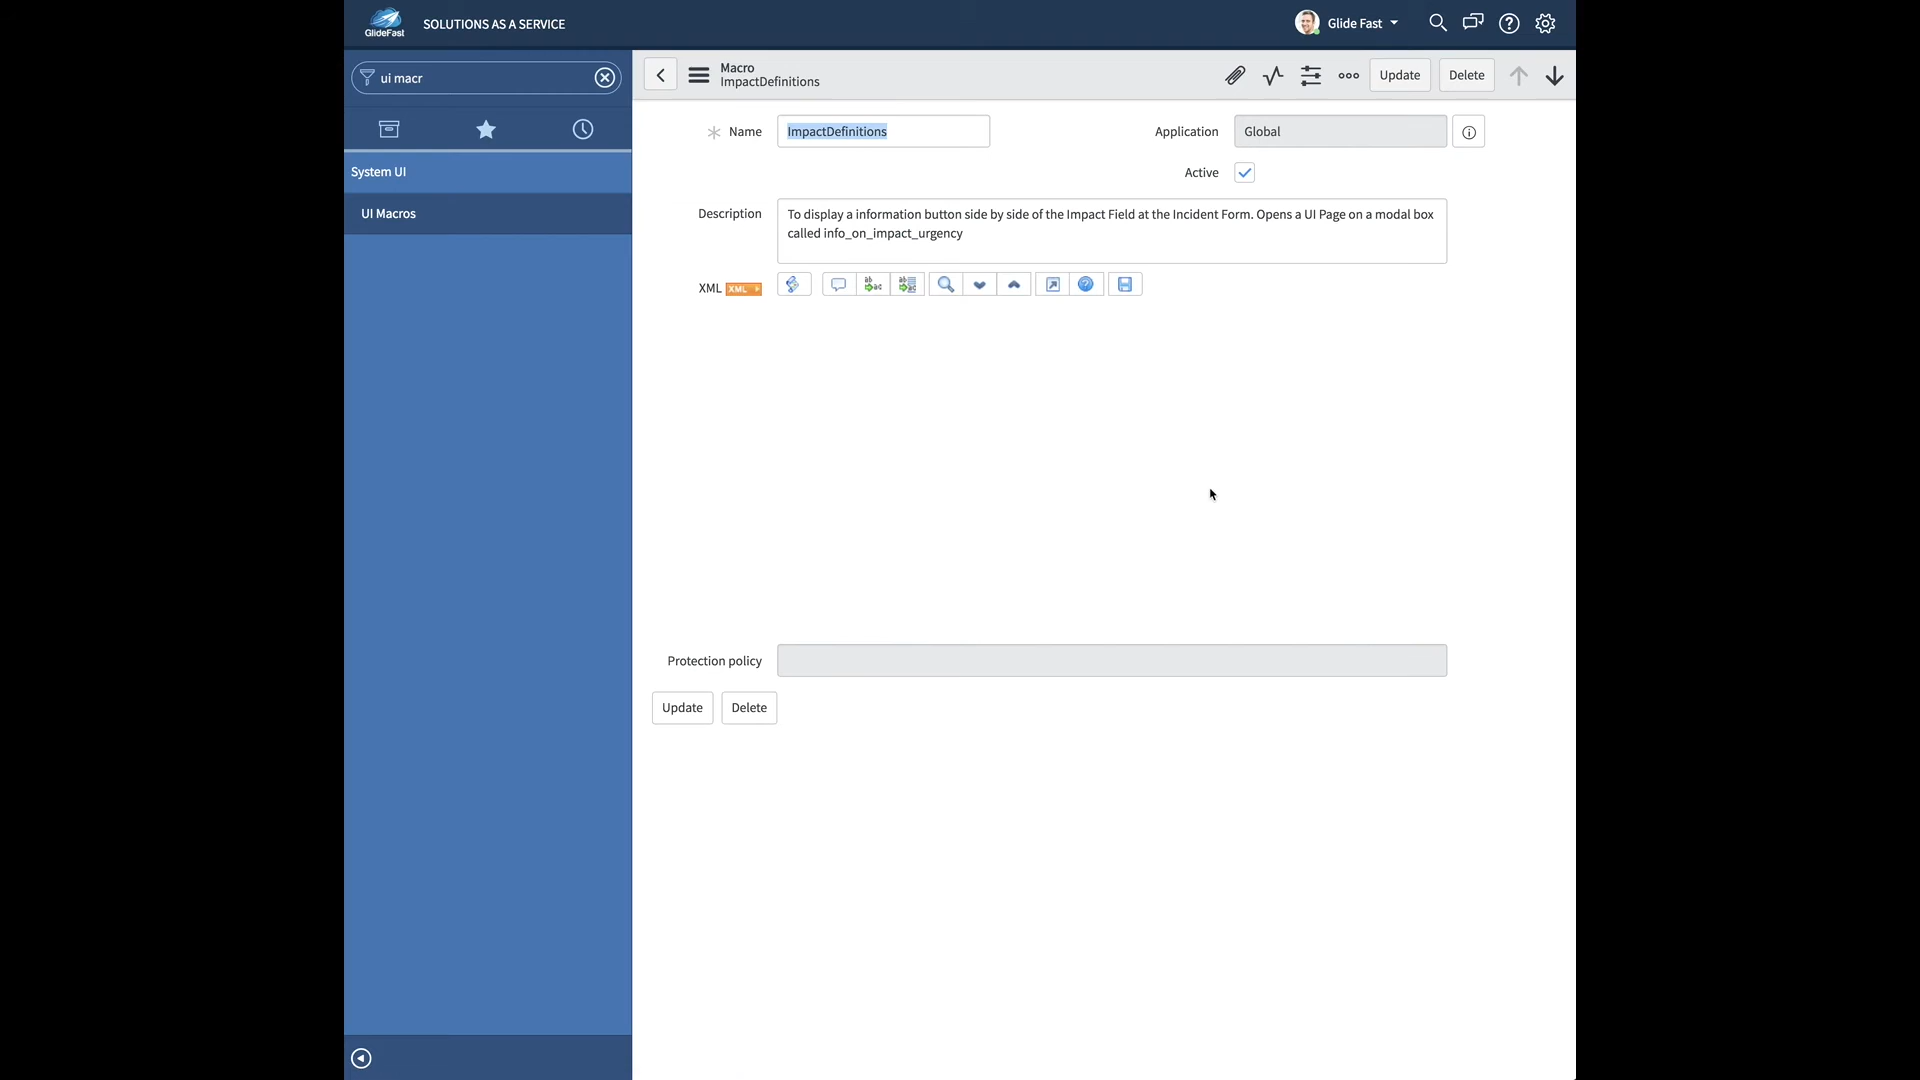 GlideFast
SOLUTIONS AS A SERVICE
Glide Fast
ui macr
System UI
UI Macros
Macro
ImpactDefinitions
Update
Delete
Name
ImpactDefinitions
Application
Global
Active
Description
To display a information button side by side of the Impact Field at the Incident Form. Opens a UI Page on a modal box
called info_on_impact_urgency
XML
XML
Protection policy
Update
Delete